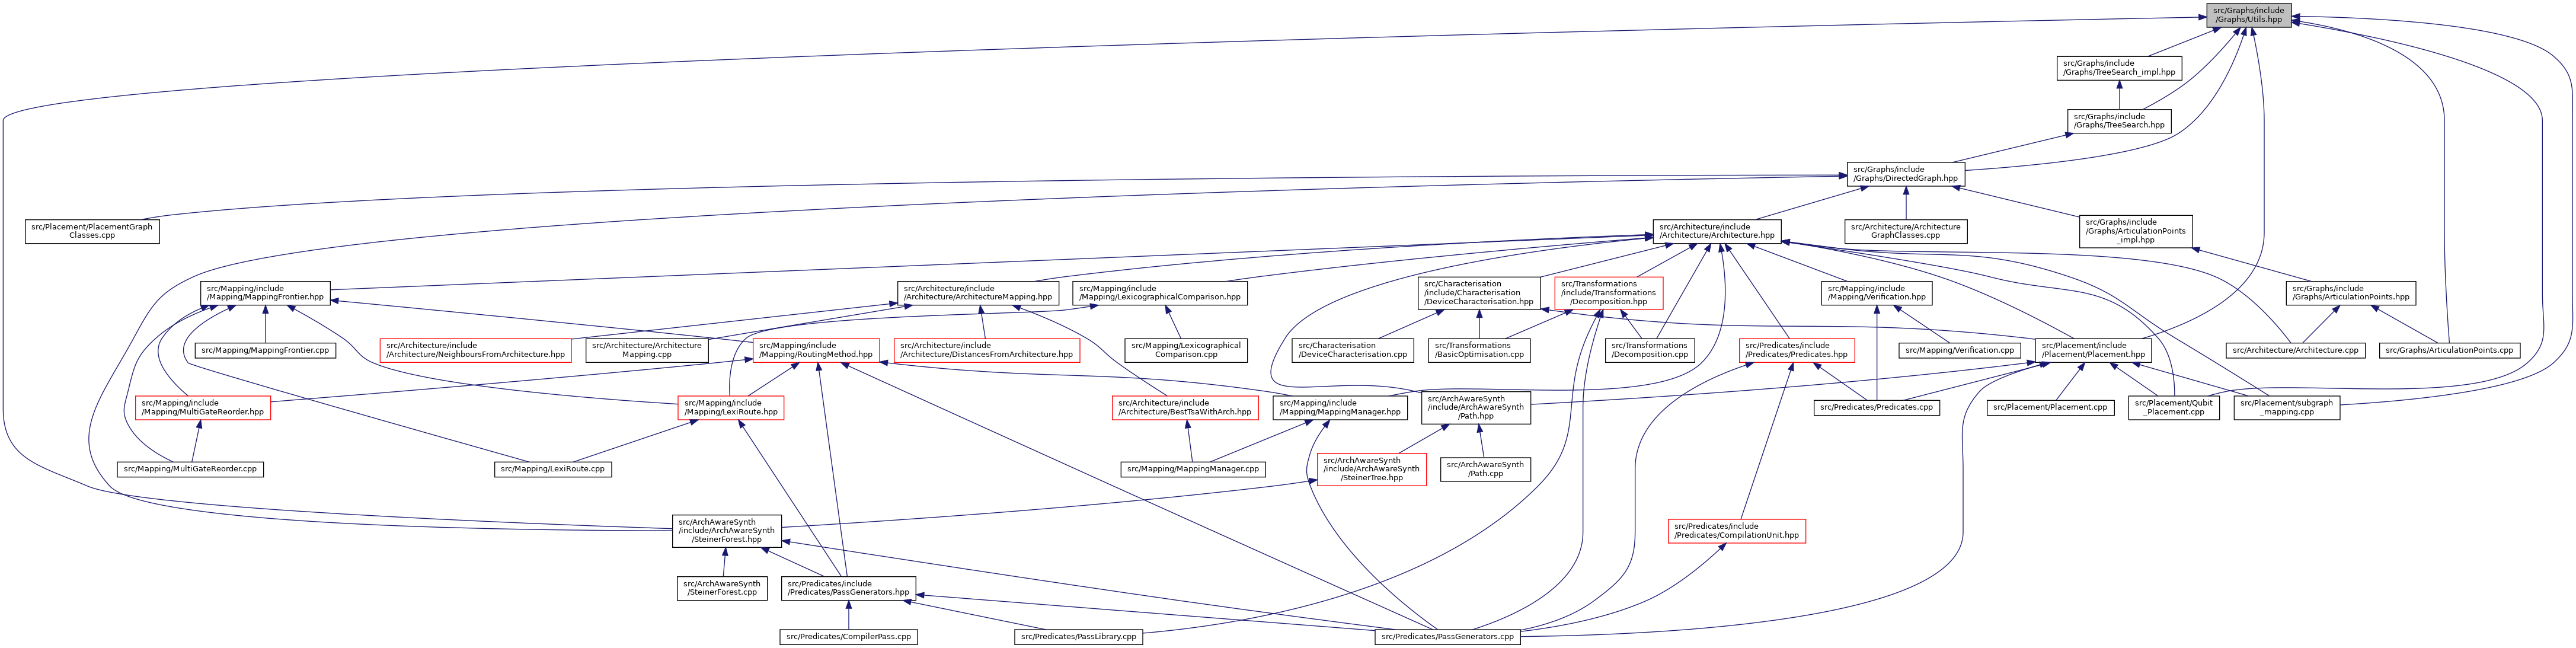 src/Graphs/include
/Graphs/Utils.hpp
src/Graphs/include
/Graphs/TreeSearch_impl.hpp
src/Graphs/include
/Graphs/TreeSearch.hpp
src/Graphs/include
/Graphs/DirectedGraph.hpp
src/Placement/PlacementGraph
Classes.cpp
src/Architecture/include
/Architecture/Architecture.hpp
src/Architecture/Architecture
GraphClasses.cpp
src/Graphs/include
/Graphs/ArticulationPoints
_impl.hpp
src/Mapping/include
/Mapping/MappingFrontier.hpp
src/Architecture/include
/Architecture/ArchitectureMapping.hpp
src/Mapping/include
/Mapping/LexicographicalComparison.hpp
src/Characterisation
include/Characterisation
/DeviceCharacterisation.hpp
src/Transformations
include/Transformations
/Decomposition.hpp
src/Mapping/include
/Mapping/Verification.hpp
src/Graphs/include
/Graphs/ArticulationPoints.hpp
src/Mapping/MappingFrontier.cpp
src/Architecture/include
/Architecture/NeighboursFromArchitecture.hpp
src/Architecture/Architecture
Mapping.cpp
src/Mapping/include
/Mapping/RoutingMethod.hpp
src/Architecture/include
/Architecture/DistancesFromArchitecture.hpp
src/Mapping/Lexicographical
Comparison.cpp
src/Characterisation
/DeviceCharacterisation.cpp
src/Transformations
/BasicOptimisation.cpp
src/Transformations
/Decomposition.cpp
src/Predicates/include
/Predicates/Predicates.hpp
src/Mapping/Verification.cpp
src/Placement/include
/Placement/Placement.hpp
src/Architecture/Architecture.cpp
src/Graphs/ArticulationPoints.cpp
src/Mapping/include
/Mapping/MultiGateReorder.hpp
src/Mapping/include
/Mapping/LexiRoute.hpp
src/Architecture/include
/Architecture/BestTsaWithArch.hpp
src/Mapping/include
/Mapping/MappingManager.hpp
src/ArchAwareSynth
/include/ArchAwareSynth
/Path.hpp
src/Predicates/Predicates.cpp
src/Placement/Placement.cpp
src/Placement/Qubit
_Placement.cpp
src/Placement/subgraph
_mapping.cpp
src/Mapping/MultiGateReorder.cpp
src/Mapping/LexiRoute.cpp
src/Mapping/MappingManager.cpp
src/ArchAwareSynth
/include/ArchAwareSynth
/SteinerTree.hpp
src/ArchAwareSynth
/Path.cpp
src/ArchAwareSynth
/include/ArchAwareSynth
/SteinerForest.hpp
src/Predicates/include
/Predicates/CompilationUnit.hpp
src/ArchAwareSynth
/SteinerForest.cpp
src/Predicates/include
/Predicates/PassGenerators.hpp
src/Predicates/CompilerPass.cpp
src/Predicates/PassLibrary.cpp
src/Predicates/PassGenerators.cpp